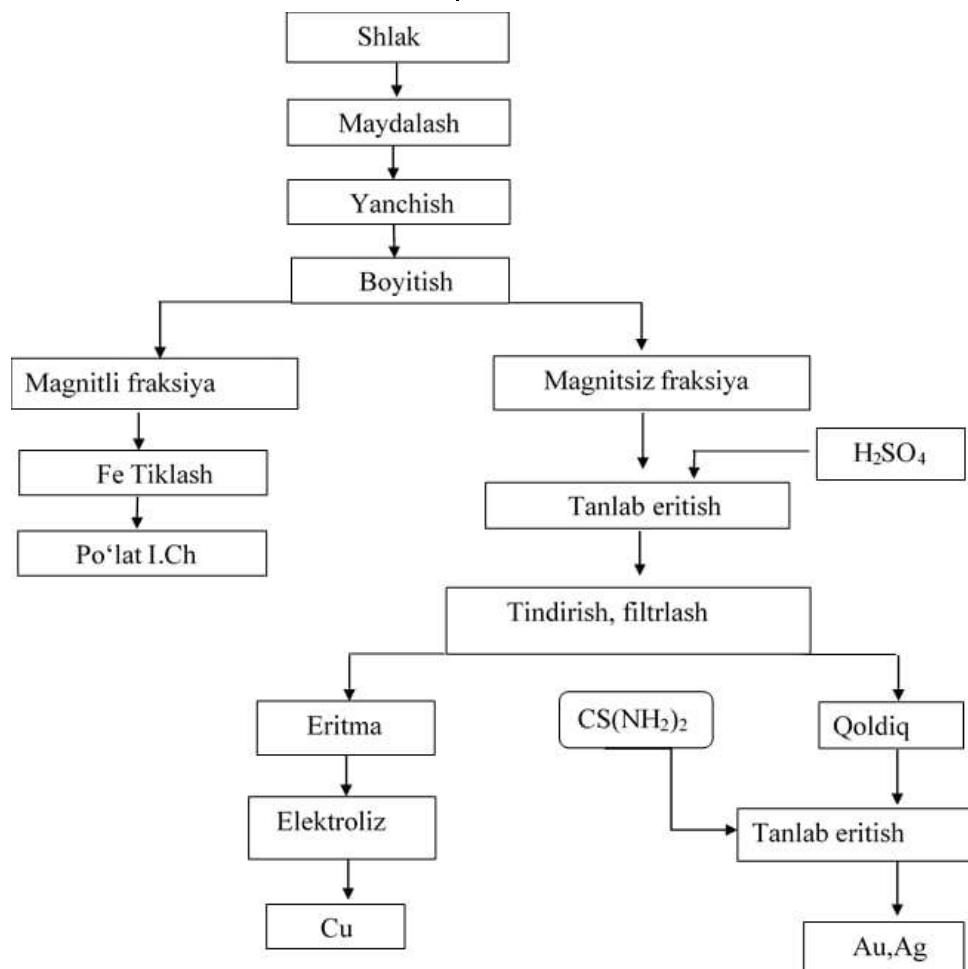 Shlak
Maydalash
Yanchish
Boyitish
Magnitli fraksiya
Magnitsiz fraksiya
H₂SO₄
Fe Tiklash
Tanlab eritish
Po‘lat I.Ch
Tindirish, filtrlash
Eritma
CS(NH₂)₂
Qoldiq
Elektroliz
Tanlab eritish
Cu
Au,Ag